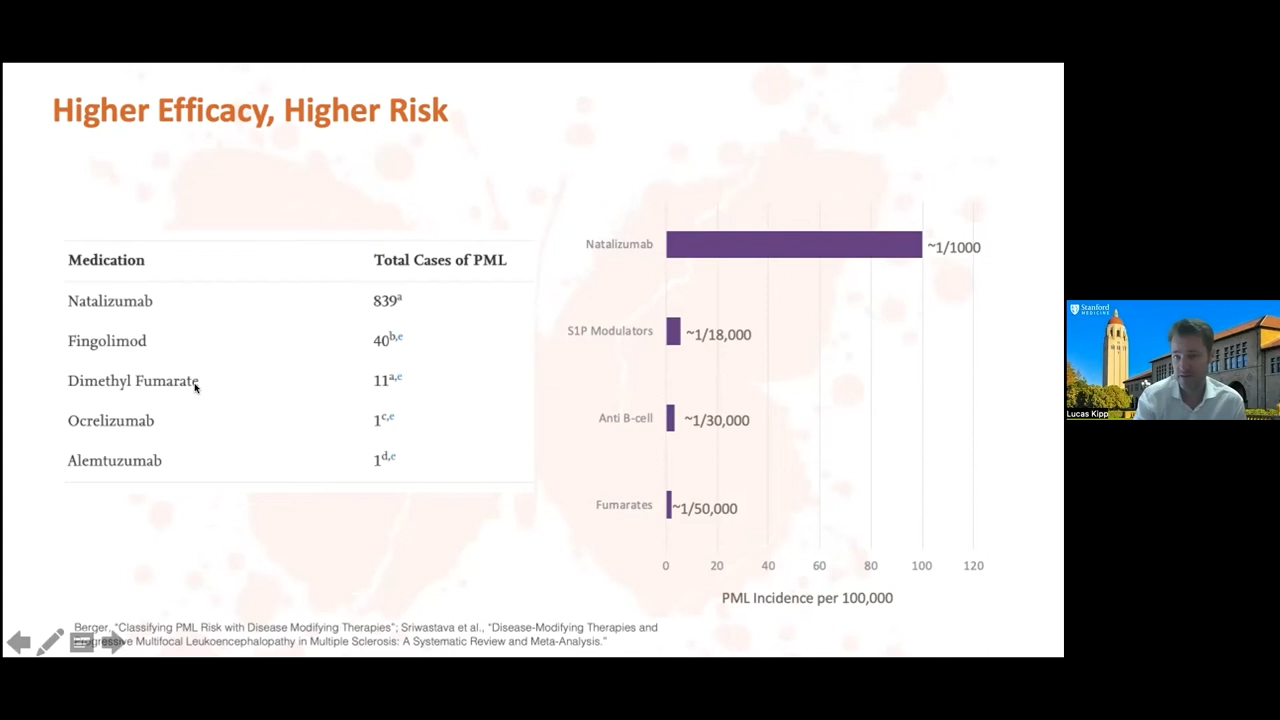 Higher Efficacy, Higher Risk
Medication Total Cases of PML
Natalizumab 839a
Fingolimod 40b,e
Dimethyl Fumarate 11a,e
Ocrelizumab 1c,e
Alemtuzumab 1d,e
Natalizumab ~1/1000
S1P Modulators ~1/18,000
Anti B-cell ~1/30,000
Fumarates ~1/50,000
0 20 40 60 80 100 120
PML Incidence per 100,000
Berger, “Classifying PML Risk with Disease Modifying Therapies”; Sriwastava et al., “Disease-Modifying Therapies and
Progressive Multifocal Leukoencephalopathy in Multiple Sclerosis: A Systematic Review and Meta-Analysis.”
Stanford
MEDICINE
Lucas Kipp